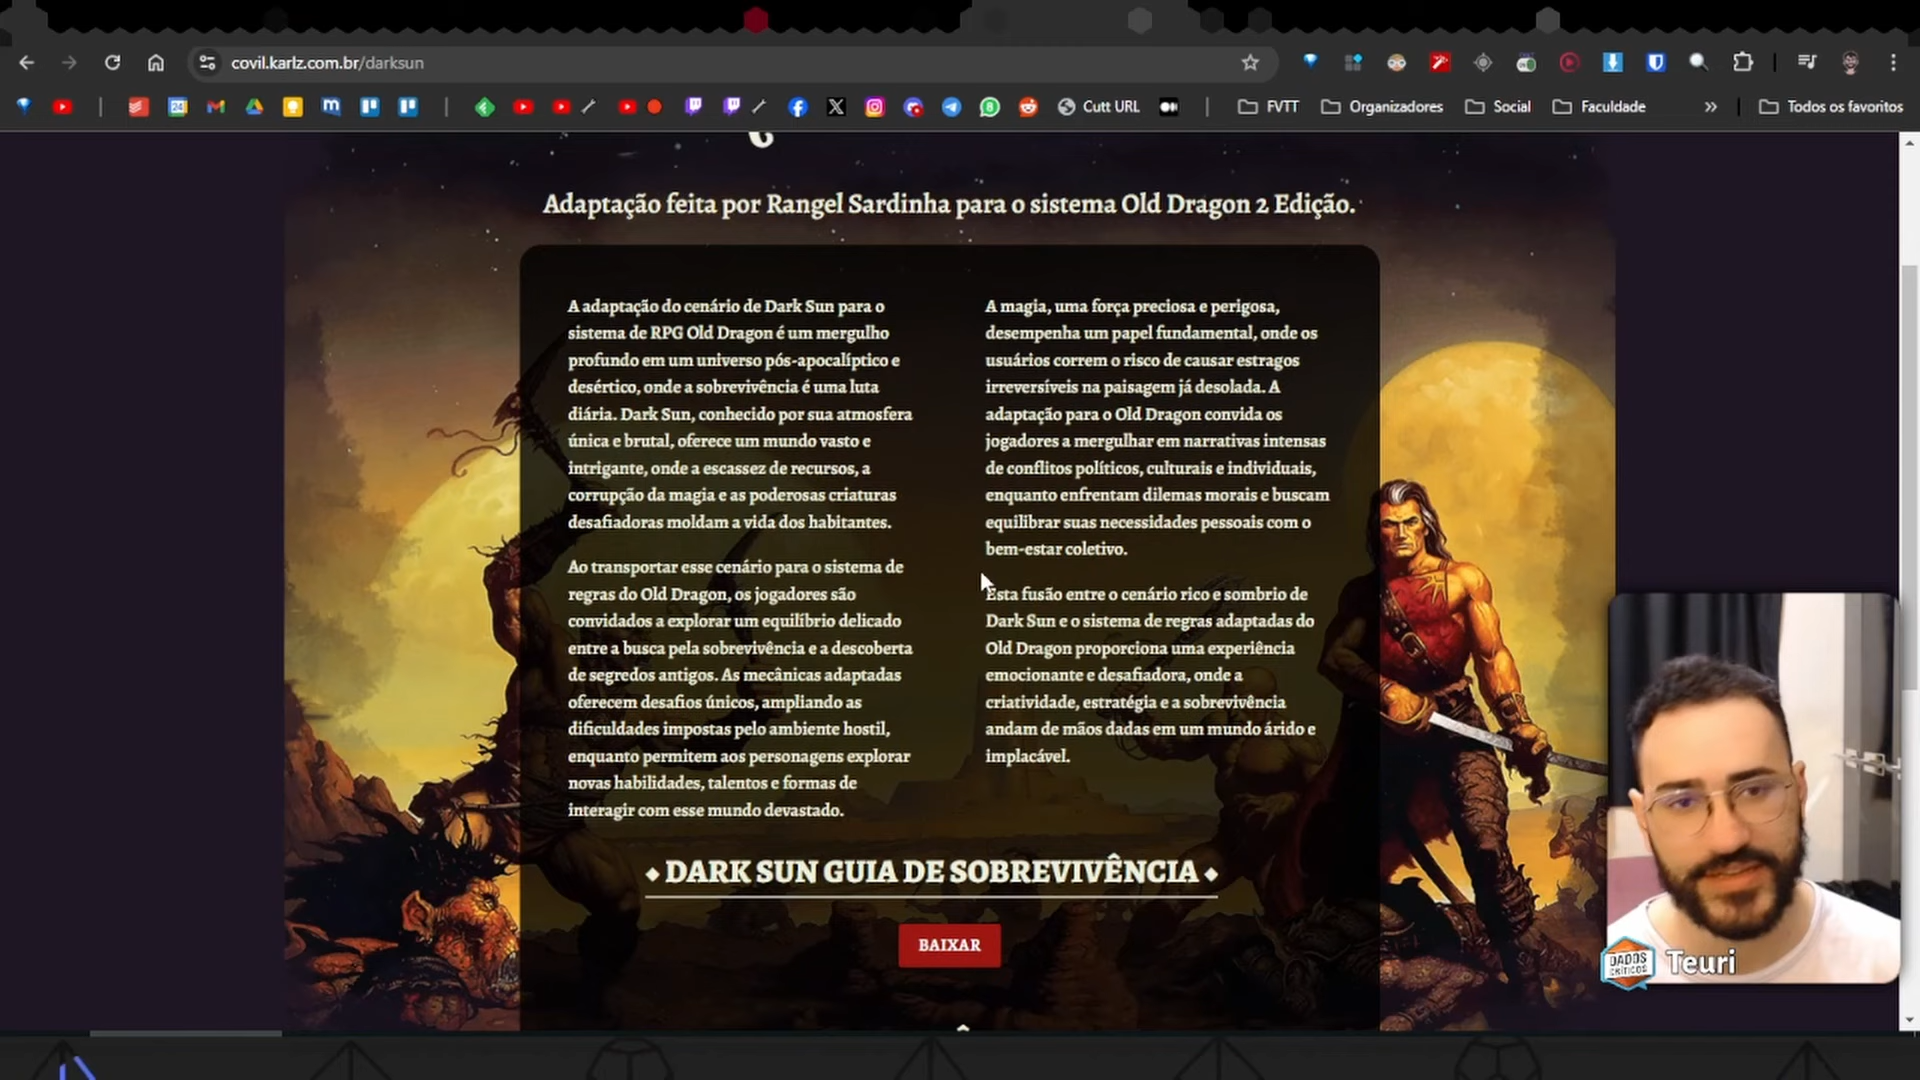 covil.karlz.com.br/darksun
Cutt URL
FVTT
Organizadores
Social
Faculdade
»
Todos os favoritos
Adaptação feita por Rangel Sardinha para o sistema Old Dragon 2 Edição.
A adaptação do cenário de Dark Sun para o
sistema de RPG Old Dragon é um mergulho
profundo em um universo pós-apocalíptico e
desértico, onde a sobrevivência é uma luta
diária. Dark Sun, conhecido por sua atmosfera
única e brutal, oferece um mundo vasto e
intrigante, onde a escassez de recursos, a
corrupção da magia e as poderosas criaturas
desafiadoras moldam a vida dos habitantes.
Ao transportar esse cenário para o sistema de
regras do Old Dragon, os jogadores são
convidados a explorar um equilíbrio delicado
entre a busca pela sobrevivência e a descoberta
de segredos antigos. As mecânicas adaptadas
oferecem desafios únicos, ampliando as
dificuldades impostas pelo ambiente hostil,
enquanto permitem aos personagens explorar
novas habilidades, talentos e formas de
interagir com esse mundo devastado.
A magia, uma força preciosa e perigosa,
desempenha um papel fundamental, onde os
usuários correm o risco de causar estragos
irreversíveis na paisagem já desolada. A
adaptação para o Old Dragon convida os
jogadores a mergulhar em narrativas intensas
de conflitos políticos, culturais e individuais,
enquanto enfrentam dilemas morais e buscam
equilibrar suas necessidades pessoais com o
bem-estar coletivo.
Esta fusão entre o cenário rico e sombrio de
Dark Sun e o sistema de regras adaptadas do
Old Dragon proporciona uma experiência
emocionante e desafiadora, onde a
criatividade, estratégia e a sobrevivência
andam de mãos dadas em um mundo árido e
implacável.
DARK SUN GUIA DE SOBREVIVÊNCIA
BAIXAR
DADOS
CRÍTICOS
Teuri